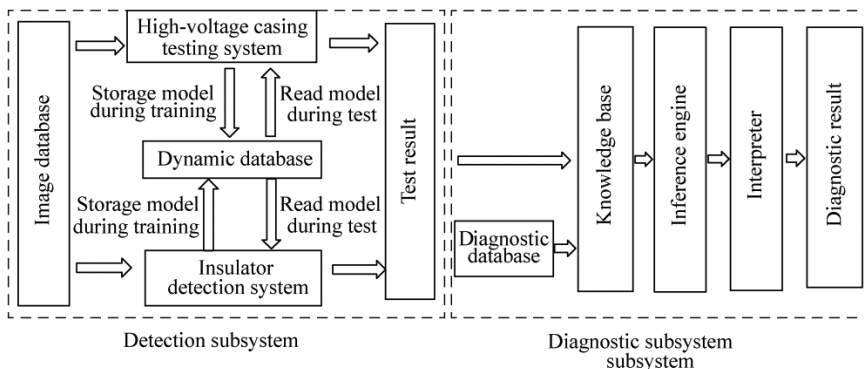 Image database
High-voltage casing
testing system
Storage model
during training
Read model
during test
Dynamic database
Storage model
during training
Read model
during test
Insulator
detection system
Test result
Detection subsystem
Diagnostic
database
Knowledge base
Inference engine
Interpreter
Diagnostic result
Diagnostic subsystem
subsystem